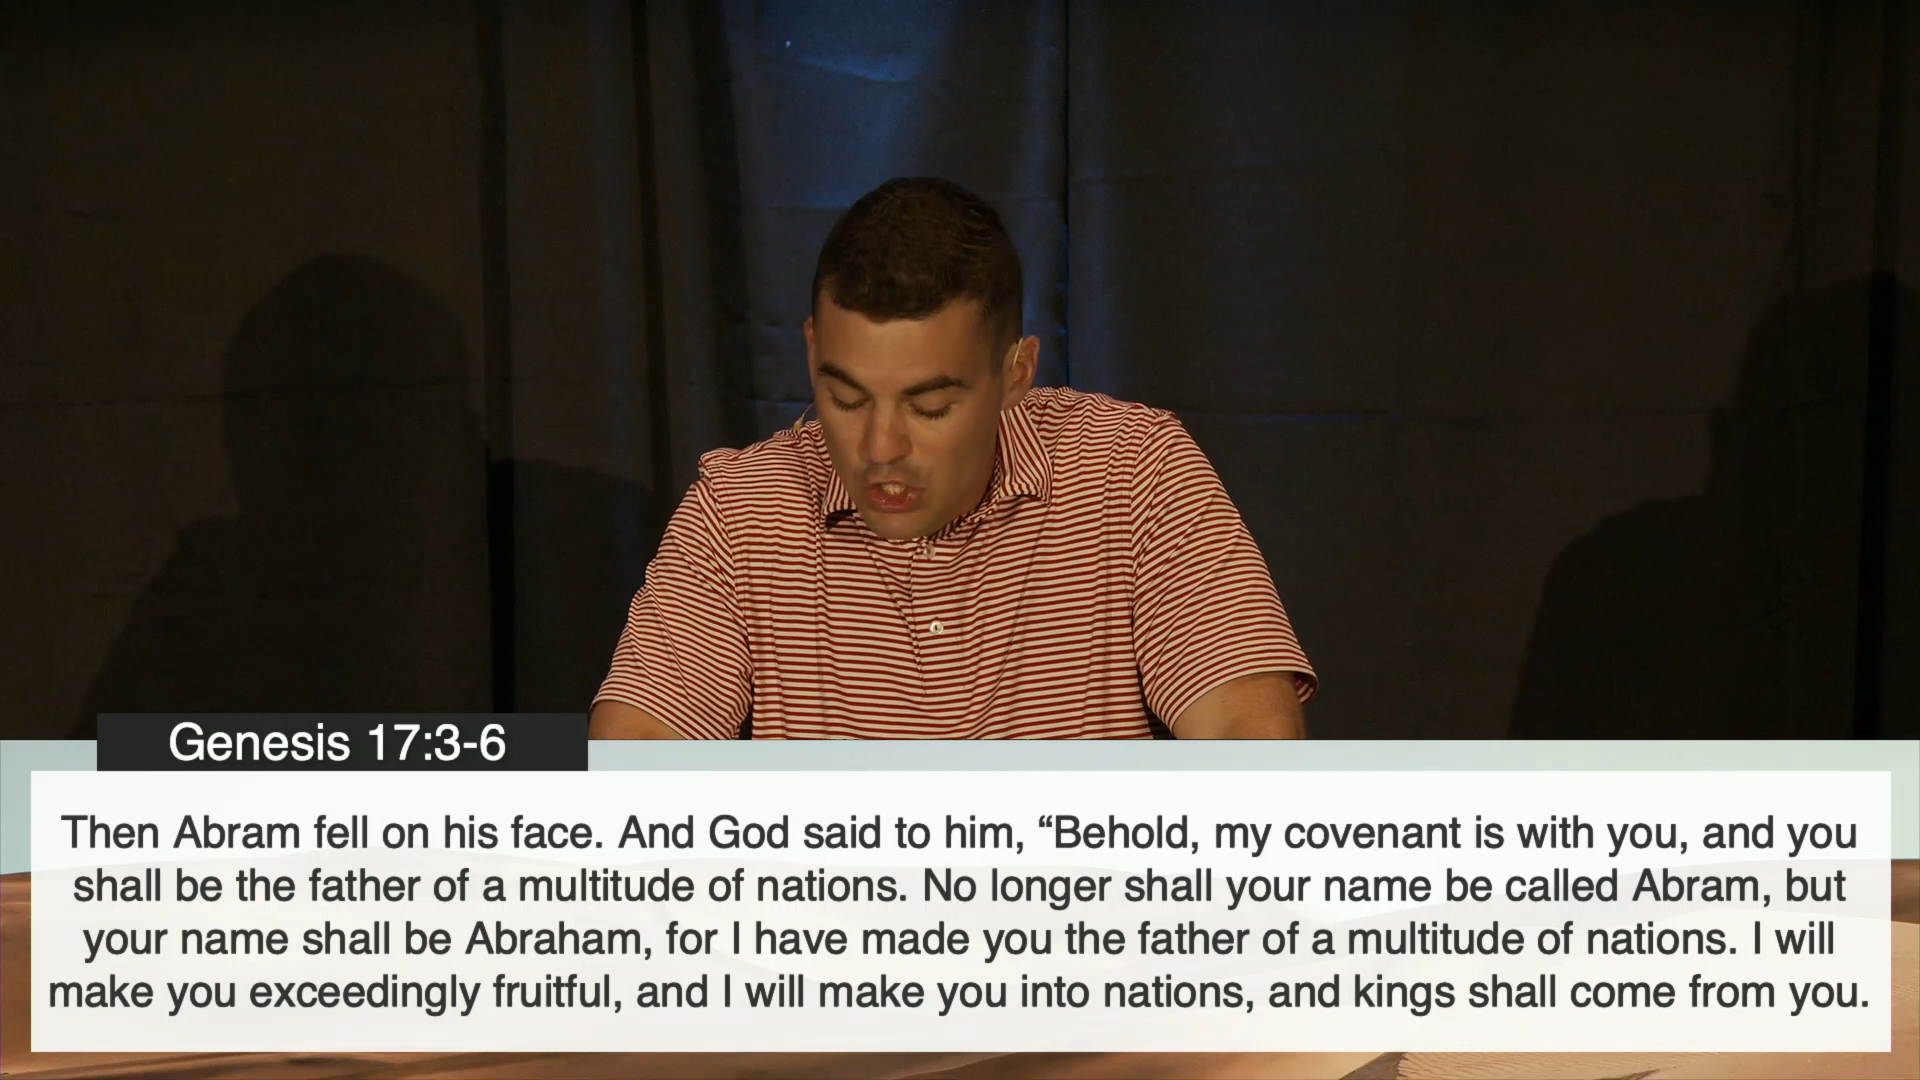 Genesis 17:3-6
Then Abram fell on his face. And God said to him, “Behold, my covenant is with you, and you
shall be the father of a multitude of nations. No longer shall your name be called Abram, but
your name shall be Abraham, for I have made you the father of a multitude of nations. I will
make you exceedingly fruitful, and I will make you into nations, and kings shall come from you.